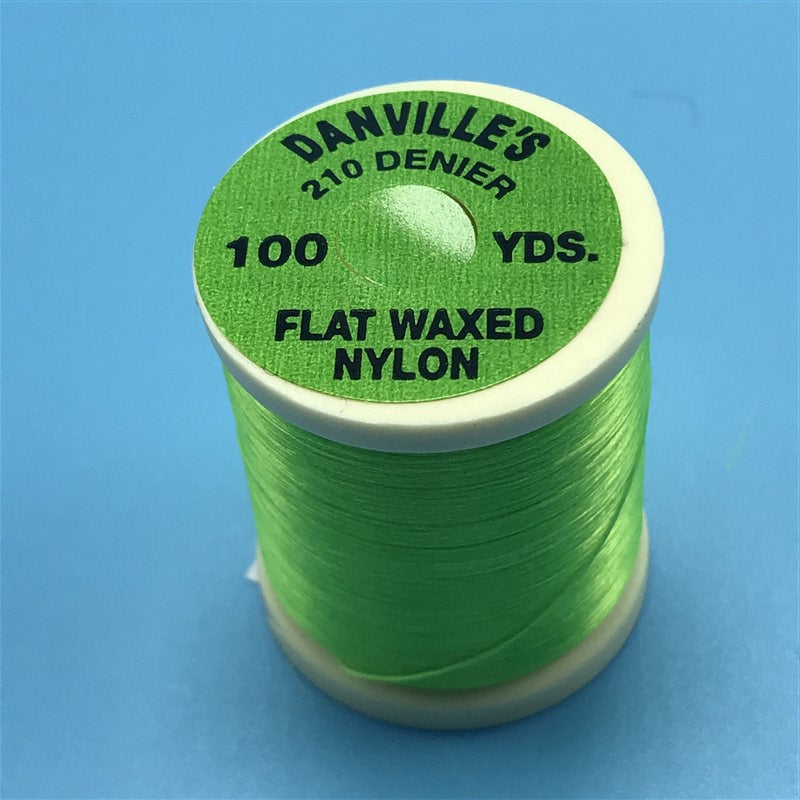 DANVILLE'S
210 DENIER
100 YDS.
FLAT WAXED
NYLON